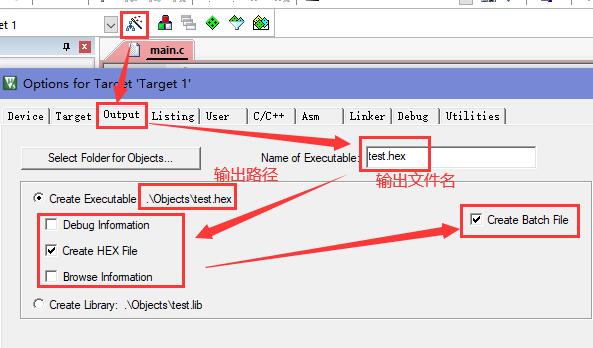 et 1
main.c
Options for Target 'Target 1'
Device Target Output Listing User C/C++ Asm Linker Debug Utilities
Select Folder for Objects... Name of Executable: test.hex
输出路径 输出文件名
Create Executable: .\Objects\test.hex
Debug Information Create Batch File
Create HEX File
Browse Information
Create Library: .\Objects\test.lib